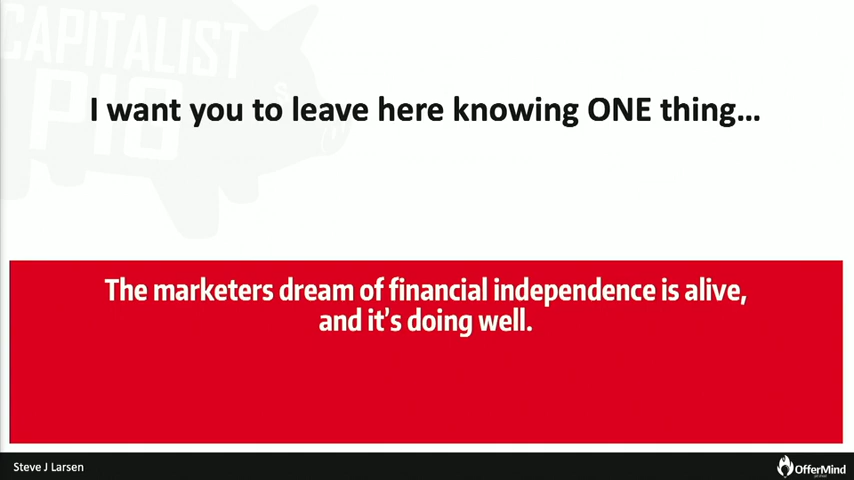 CAPITALIST
PIG
I want you to leave here knowing ONE thing…
The marketers dream of financial independence is alive,
and it's doing well.
Steve J Larsen
OfferMind